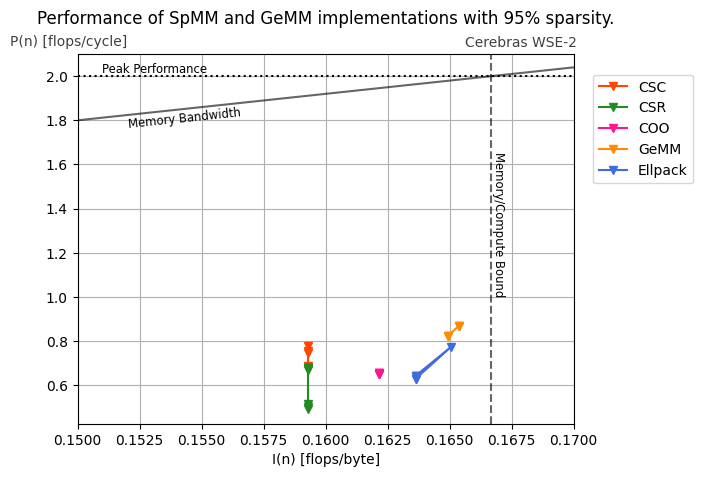 Performance of SpMM and GeMM implementations with 95% sparsity.
P(n) [flops/cycle]
Cerebras WSE-2
2.0
1.8
1.6
1.4
1.2
1.0
0.8
0.6
Peak Performance
Memory Bandwidth
Memory/Compute Bound
CSC
CSR
COO
GeMM
Ellpack
0.1500 0.1525 0.1550 0.1575 0.1600 0.1625 0.1650 0.1675 0.1700
I(n) [flops/byte]